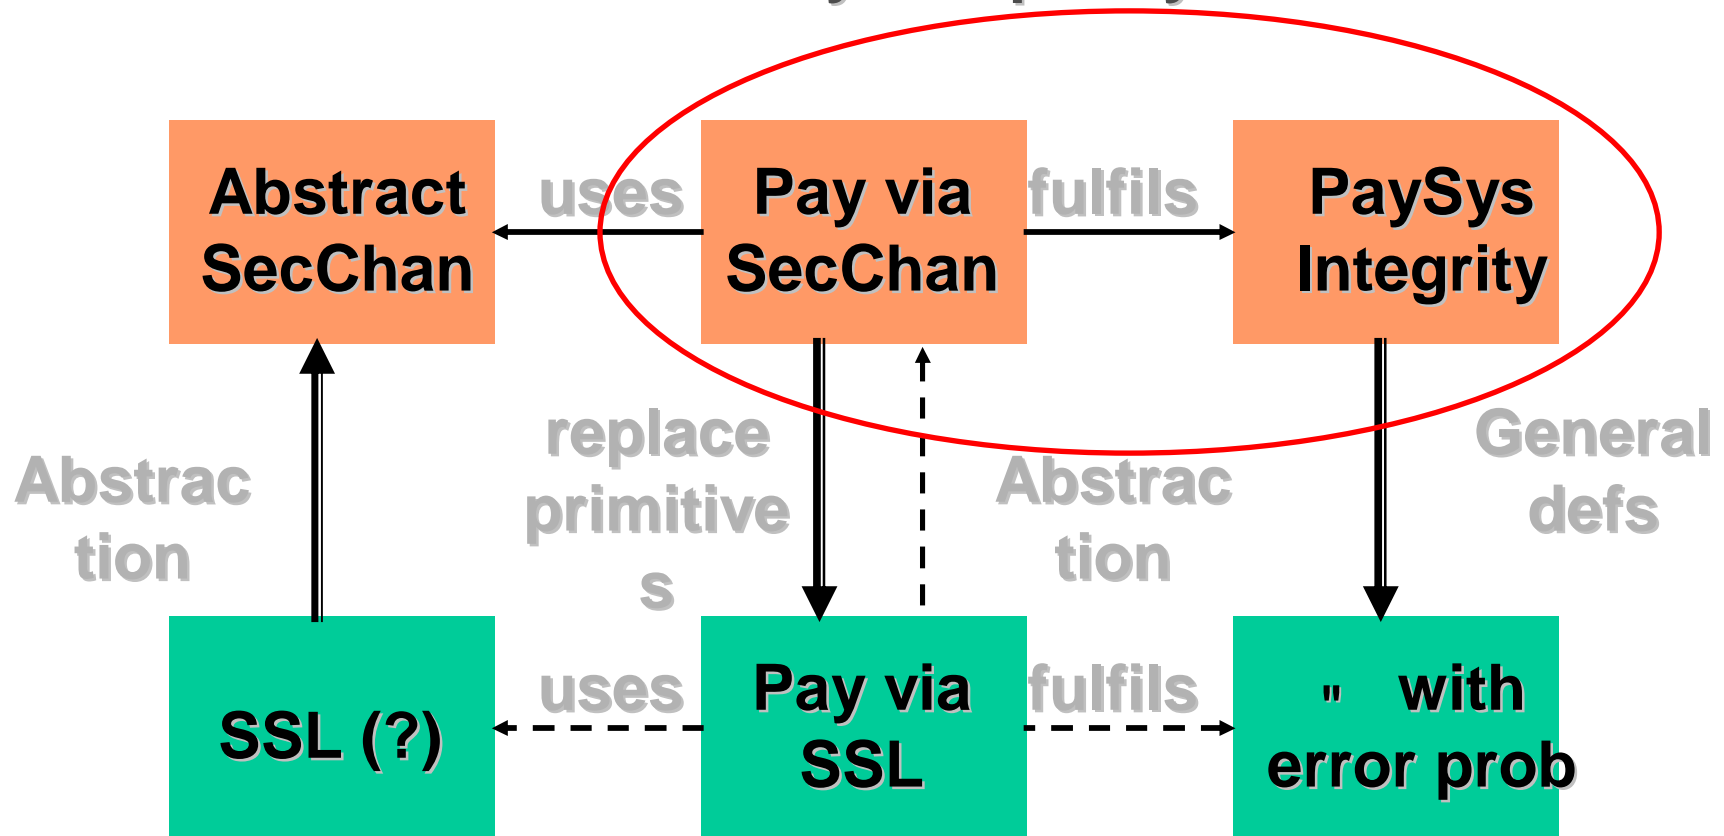 Abstract
SecChan
uses
Pay via
SecChan
fulfils
PaySys
Integrity
Abstrac
tion
replace
primitive
s
Abstrac
tion
General
defs
SSL (?)
uses
Pay via
SSL
fulfils
" with
error prob